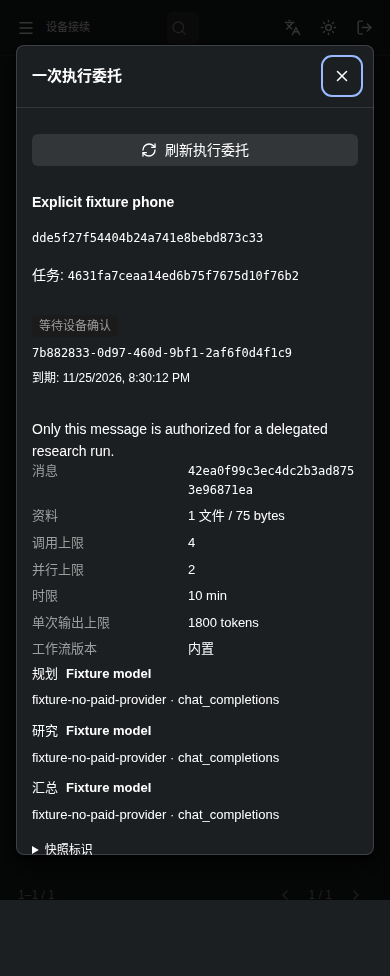 设备接续
一次执行委托
刷新执行委托
Explicit fixture phone
dde5f27f54404b24a741e8bebd873c33
任务: 4631fa7ceaa14ed6b75f7675d10f76b2
等待设备确认
7b882833-0d97-460d-9bf1-2af6f0d4f1c9
到期: 11/25/2026, 8:30:12 PM
Only this message is authorized for a delegated
research run.
消息 42ea0f99c3ec4dc2b3ad875
3e96871ea
资料 1 文件 / 75 bytes
调用上限 4
并行上限 2
时限 10 min
单次输出上限 1800 tokens
工作流版本 内置
规划 Fixture model
fixture-no-paid-provider · chat_completions
研究 Fixture model
fixture-no-paid-provider · chat_completions
汇总 Fixture model
fixture-no-paid-provider · chat_completions
快照标识
1–1 / 1 1 / 1